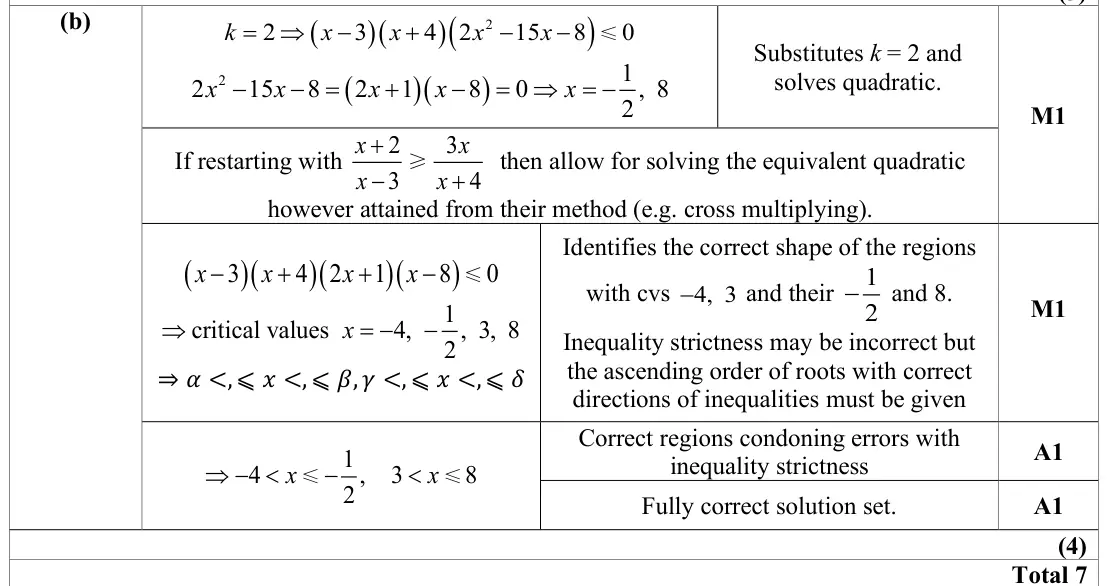 (b)
k = 2 ⇒ (x − 3)(x + 4)(2x² − 15x − 8) ⩽ 0
2x² − 15x − 8 = (2x + 1)(x − 8) = 0 ⇒ x = −1/2, 8
Substitutes k = 2 and
solves quadratic.
M1
If restarting with (x + 2)/(x − 3) ⩾ 3x/(x + 4) then allow for solving the equivalent quadratic
however attained from their method (e.g. cross multiplying).
(x − 3)(x + 4)(2x + 1)(x − 8) ⩽ 0
⇒ critical values x = −4, −1/2, 3, 8
⇒ α <, ⩽ x <, ⩽ β, γ <, ⩽ x <, ⩽ δ
Identifies the correct shape of the regions
with cvs −4, 3 and their −1/2 and 8.
Inequality strictness may be incorrect but
the ascending order of roots with correct
directions of inequalities must be given
M1
⇒ −4 < x ⩽ −1/2, 3 < x ⩽ 8
Correct regions condoning errors with
inequality strictness
A1
Fully correct solution set.
A1
(4)
Total 7